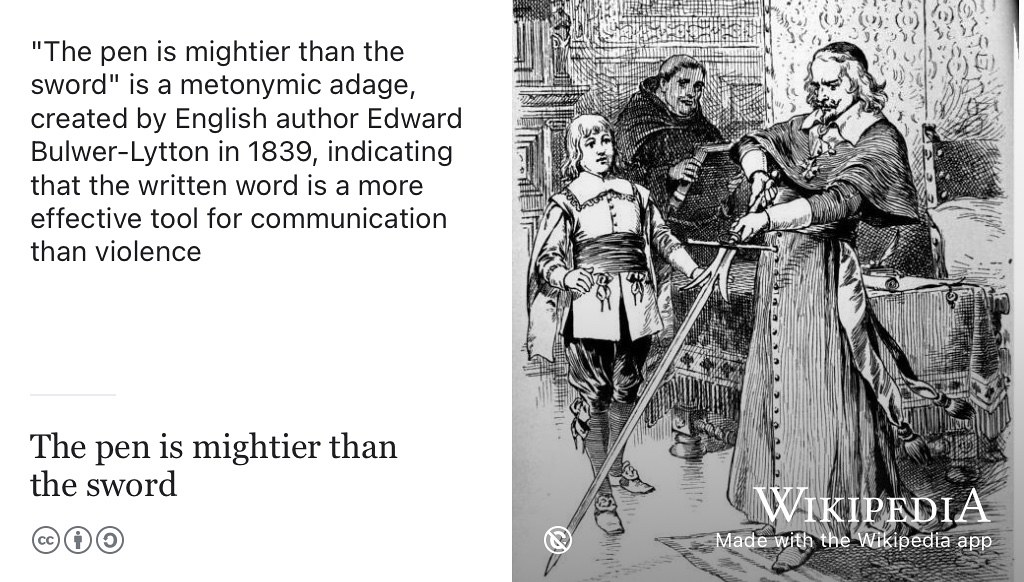 "The pen is mightier than the
sword" is a metonymic adage,
created by English author Edward
Bulwer-Lytton in 1839, indicating
that the written word is a more
effective tool for communication
than violence
The pen is mightier than
the sword
cc
WIKIPEDIA
Made with the Wikipedia app